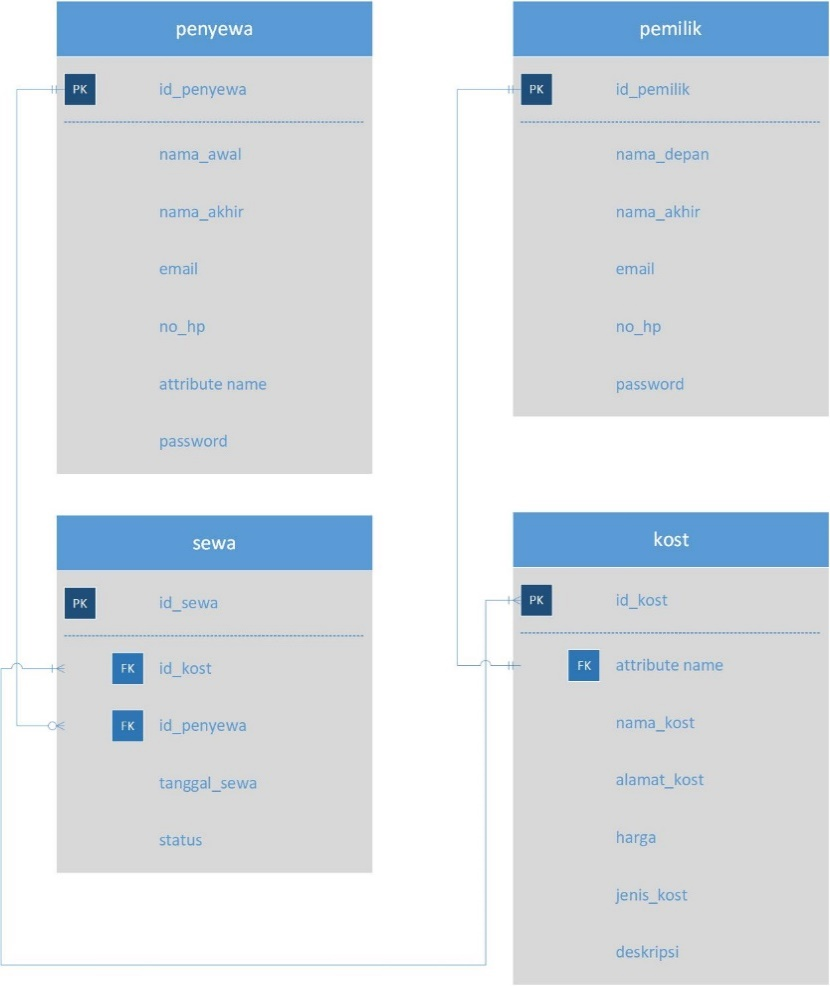 penyewa
PK id_penyewa
nama_awal
nama_akhir
email
no_hp
attribute name
password
pemilik
PK id_pemilik
nama_depan
nama_akhir
email
no_hp
password
sewa
PK id_sewa
FK id_kost
FK id_penyewa
tanggal_sewa
status
kost
PK id_kost
FK attribute name
nama_kost
alamat_kost
harga
jenis_kost
deskripsi